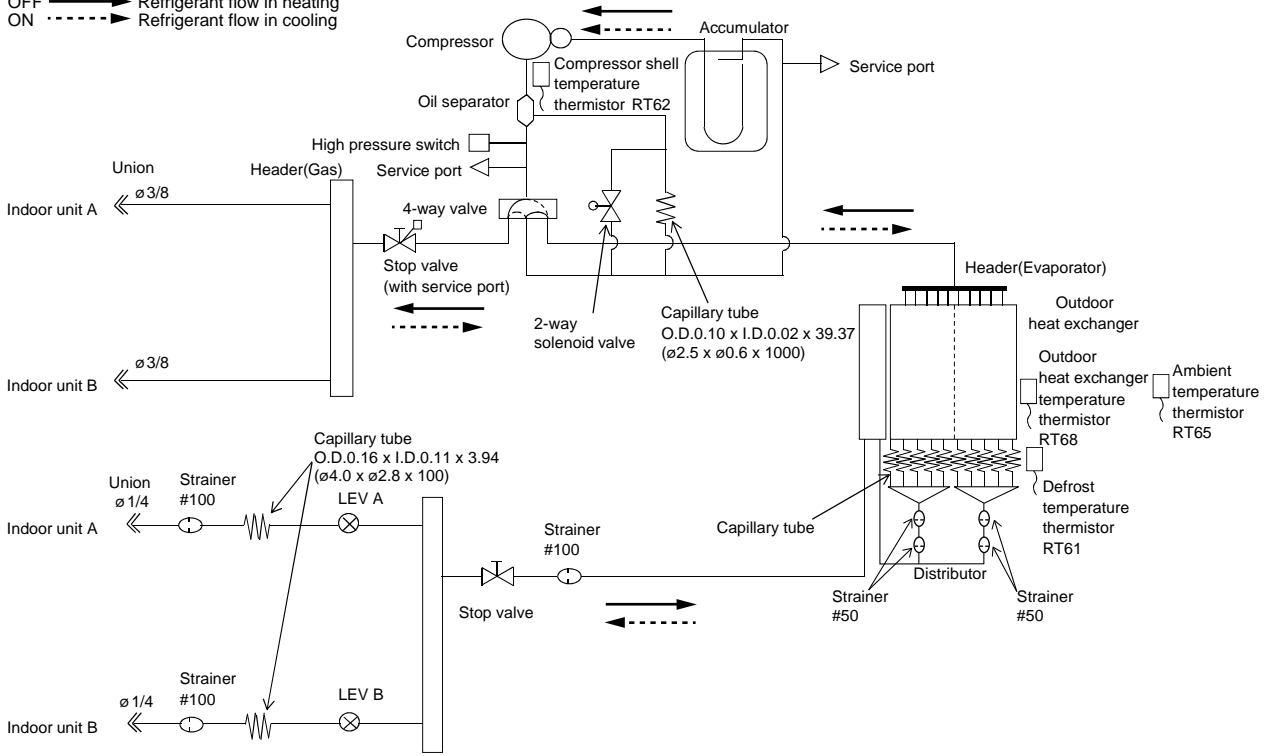 OFF Refrigerant flow in heating
ON Refrigerant flow in cooling
Compressor
Accumulator
Service port
Compressor shell
temperature
thermistor RT62
Oil separator
High pressure switch
Service port
Union
Header(Gas)
ø 3/8
Indoor unit A
4-way valve
Stop valve
(with service port)
2-way
solenoid valve
Capillary tube
O.D.0.10 x I.D.0.02 x 39.37
(ø2.5 x ø0.6 x 1000)
Header(Evaporator)
Outdoor
heat exchanger
Outdoor
heat exchanger
temperature
thermistor
RT68
Ambient
temperature
thermistor
RT65
ø 3/8
Indoor unit B
Capillary tube
O.D.0.16 x I.D.0.11 x 3.94
(ø4.0 x ø2.8 x 100)
Union
ø 1/4
Strainer
#100
LEV A
Indoor unit A
Strainer
#100
Stop valve
Capillary tube
Defrost
temperature
thermistor
RT61
Distributor
Strainer
#50
Strainer
#50
ø 1/4
Strainer
#100
LEV B
Indoor unit B